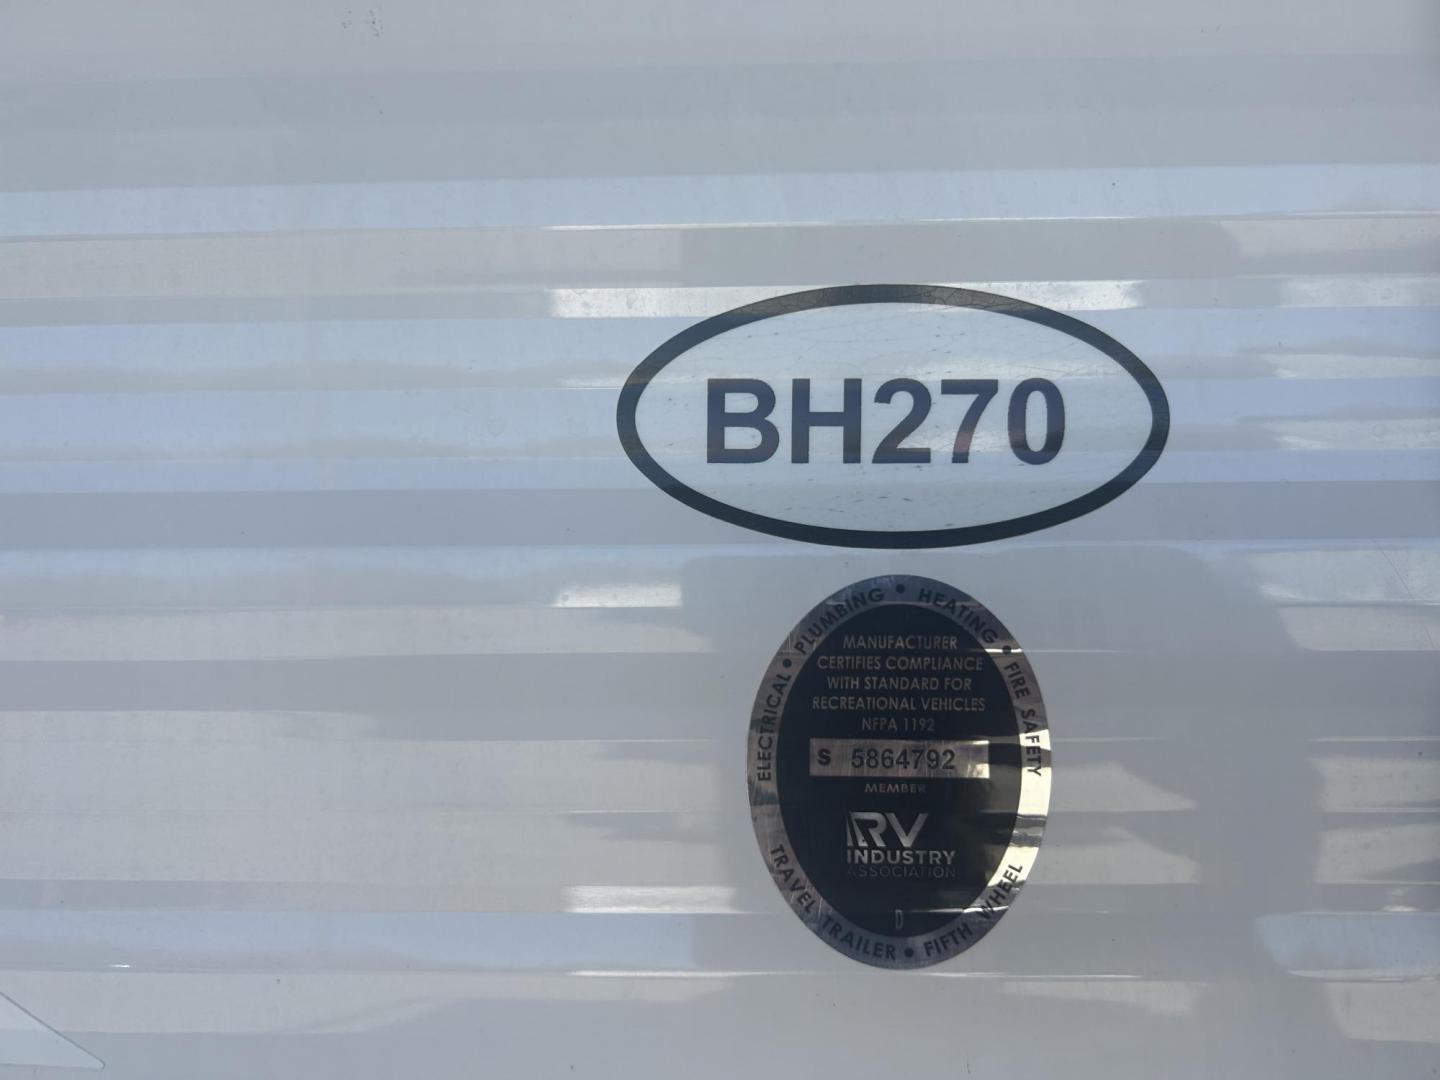 BH270
ELECTRICAL • PLUMBING • HEATING • FIRE SAFETY
MANUFACTURER
CERTIFIES COMPLIANCE
WITH STANDARD FOR
RECREATIONAL VEHICLES
NFPA 1192
S 5864792
MEMBER
RV
INDUSTRY
ASSOCIATION
D
TRAVEL TRAILER • FIFTH WHEEL